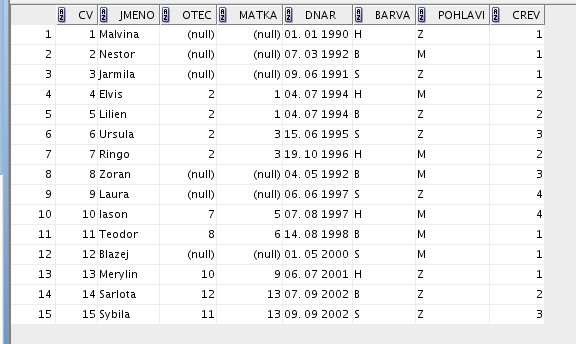 CV JMENO OTEC MATKA DNAR BARVA POHLAVI CREV
1 1 Malvina (null) (null) 01. 01 1990 H Z 1
2 2 Nestor (null) (null) 07. 03 1992 B M 1
3 3 Jarmila (null) (null) 09. 06 1991 S Z 1
4 4 Elvis 2 1 04. 07 1994 H M 2
5 5 Lilien 2 1 04. 07 1994 B Z 2
6 6 Ursula 2 3 15. 06 1995 S Z 3
7 7 Ringo 2 3 19. 10 1996 H M 2
8 8 Zoran (null) (null) 04. 05 1992 B M 3
9 9 Laura (null) (null) 06. 06 1997 S Z 4
10 10 Iason 7 5 07. 08 1997 H M 4
11 11 Teodor 8 6 14. 08 1998 B M 1
12 12 Blazej (null) (null) 01. 05 2000 S M 1
13 13 Merylin 10 9 06. 07 2001 H Z 1
14 14 Sarlota 12 13 07. 09 2002 B Z 2
15 15 Sybila 11 13 09. 09 2002 S Z 3